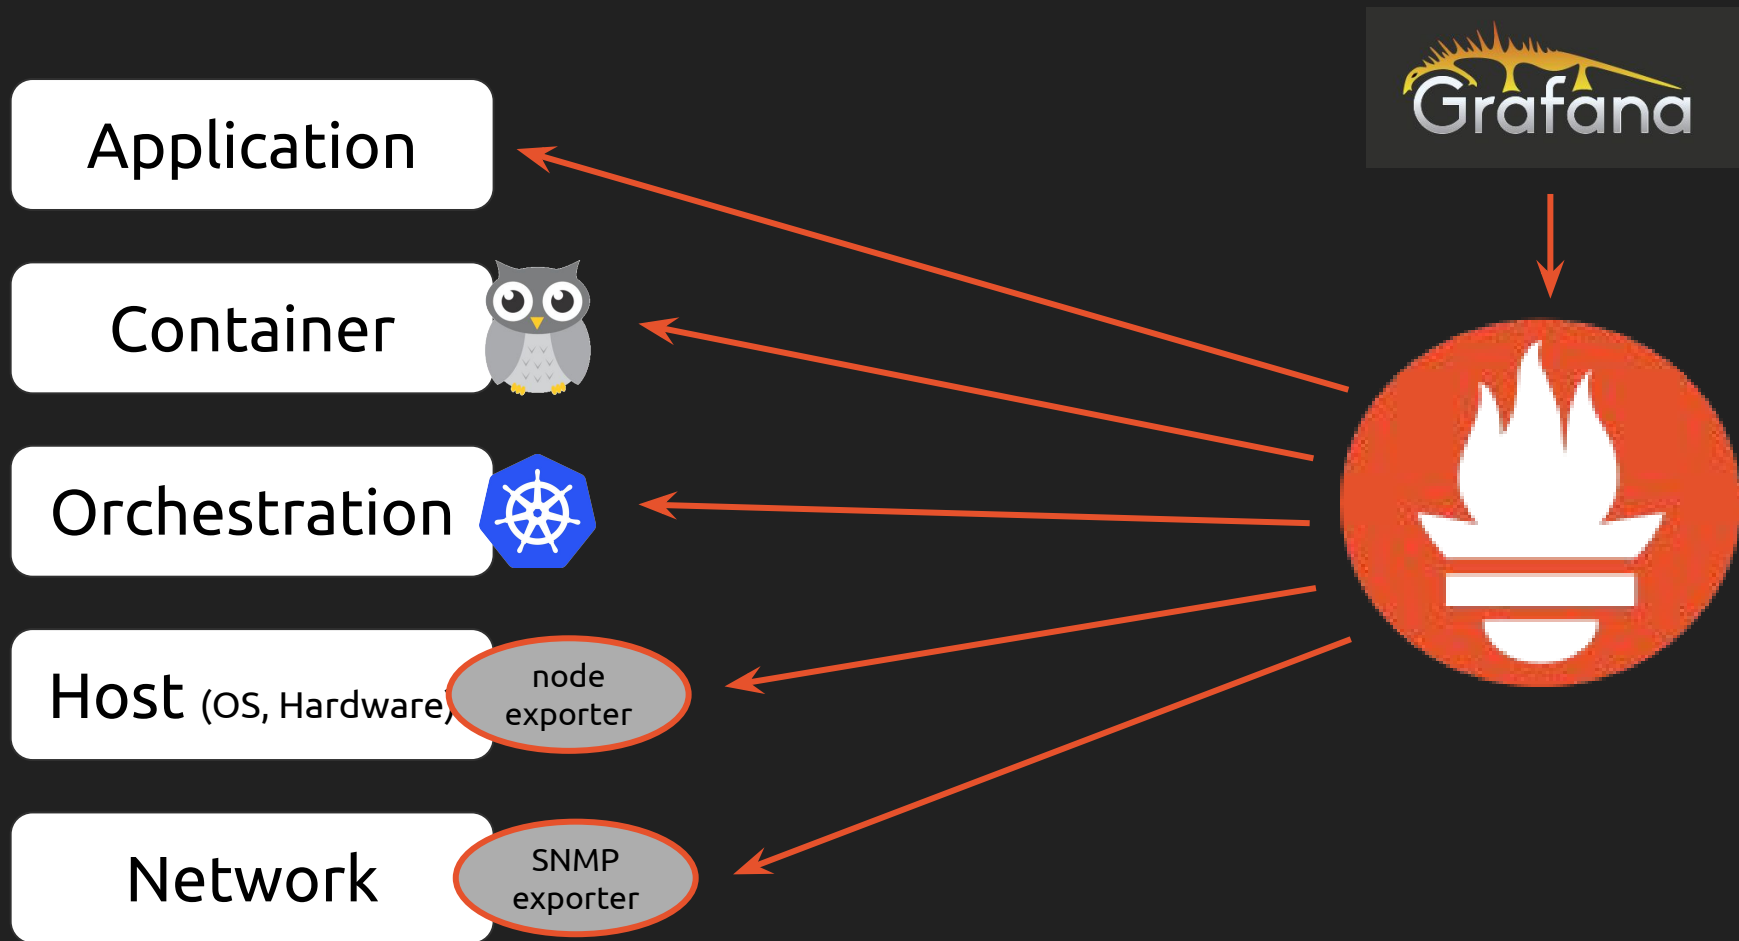 Grafana
Application
Container
Orchestration
Host (OS, Hardware)
node
exporter
Network
SNMP
exporter